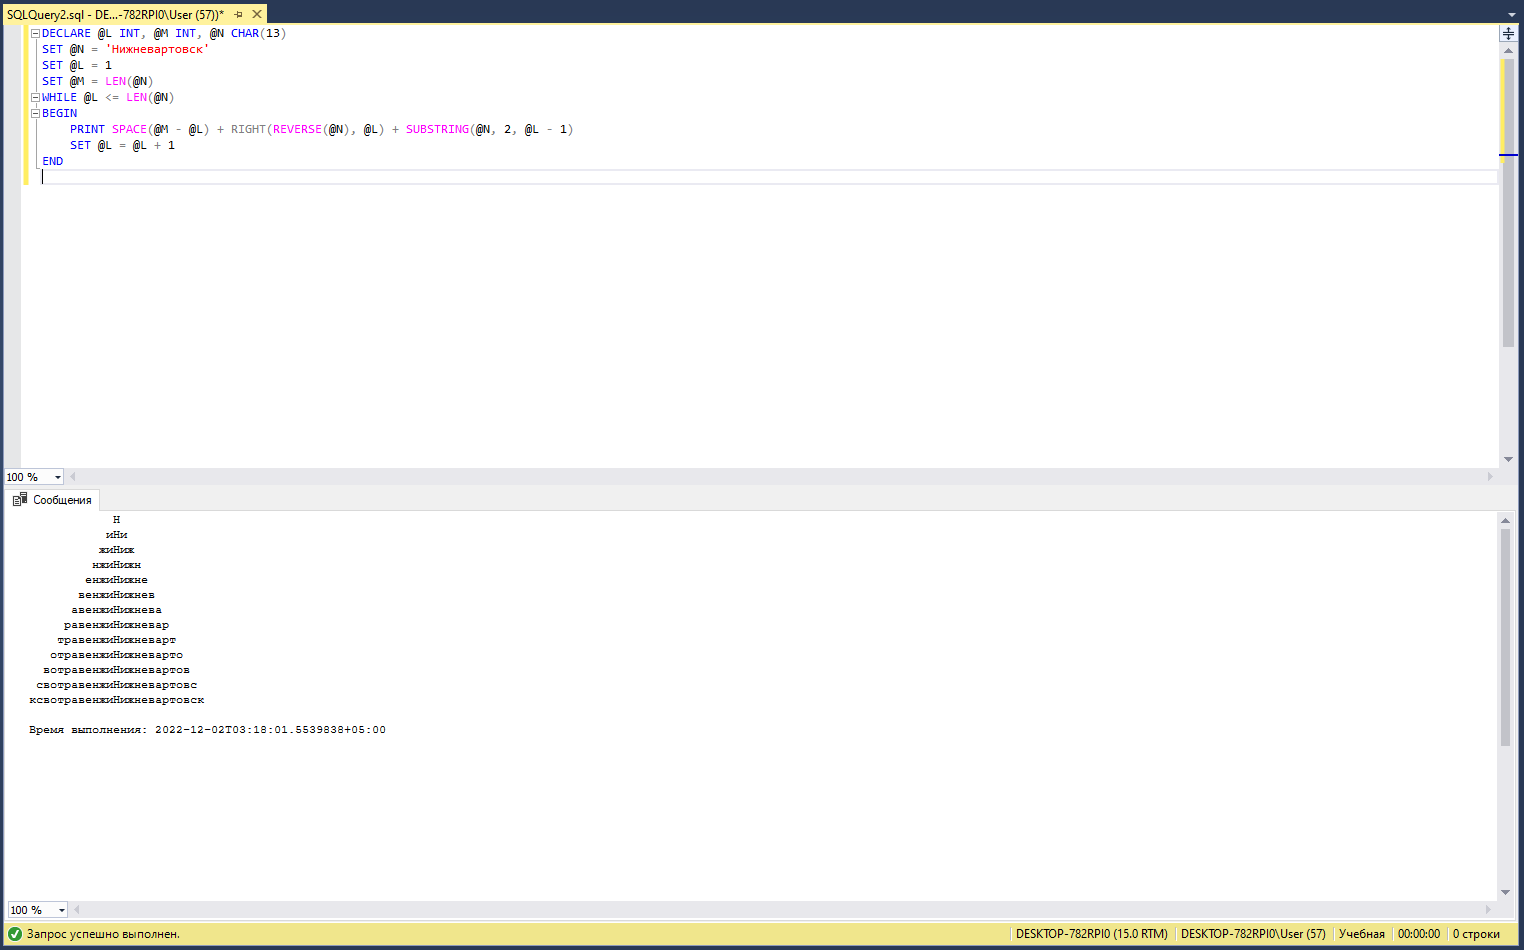 SQLQuery2.sql - DE...-782RPI0\User (57))*
DECLARE @L INT, @M INT, @N CHAR(13)
SET @N = 'Нижневартовск'
SET @L = 1
SET @M = LEN(@N)
WHILE @L <= LEN(@N)
BEGIN
PRINT SPACE(@M - @L) + RIGHT(REVERSE(@N), @L) + SUBSTRING(@N, 2, @L - 1)
SET @L = @L + 1
END
100 %
Сообщения
Н
иНи
жиНиж
нжиНижн
енжиНижне
венжиНижнев
авенжиНижнева
равенжиНижневар
травенжиНижневарт
отравенжиНижневарто
вотравенжиНижневартов
свотравенжиНижневартовс
ксвотравенжиНижневартовск
Время выполнения: 2022-12-02T03:18:01.5539838+05:00
100 %
Запрос успешно выполнен. DESKTOP-782RPI0 (15.0 RTM) DESKTOP-782RPI0\User (57) Учебная 00:00:00 0 строки